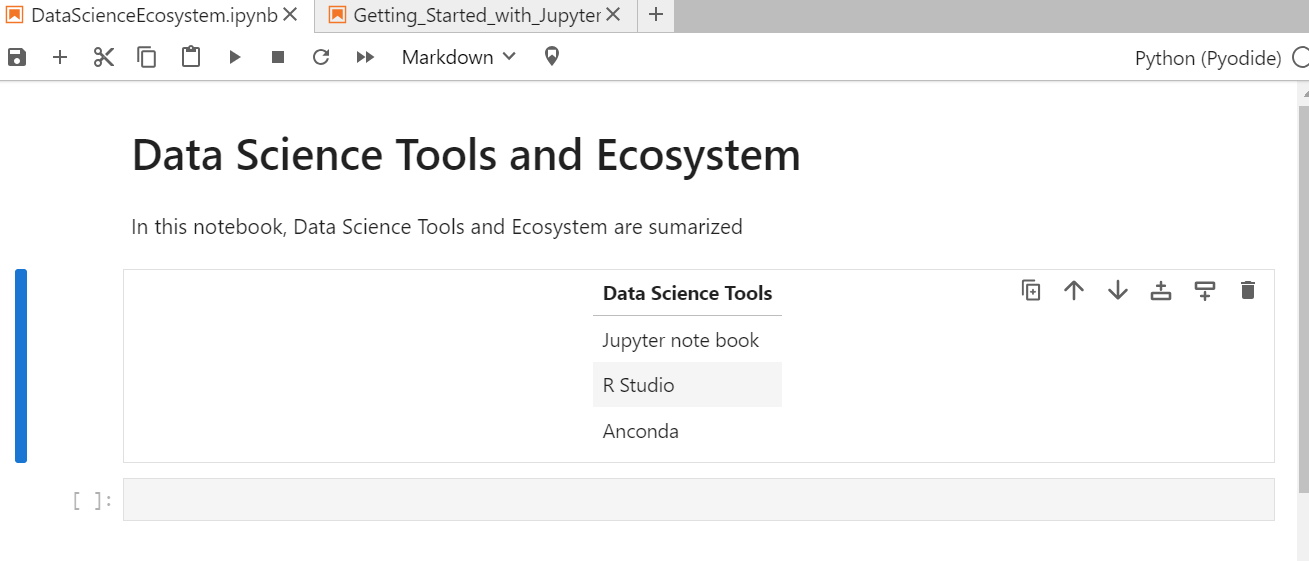 DataScienceEcosystem.ipynb
Getting_Started_with_Jupyter
Markdown
Python (Pyodide)
Data Science Tools and Ecosystem
In this notebook, Data Science Tools and Ecosystem are sumarized
Data Science Tools
Jupyter note book
R Studio
Anconda
[ ]: